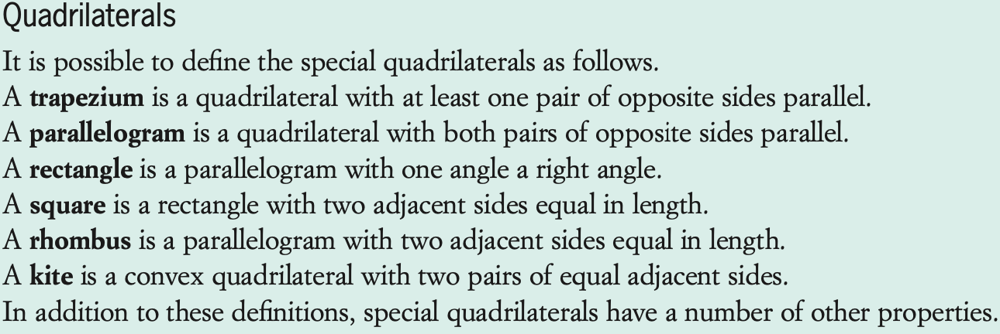 Quadrilaterals
It is possible to define the special quadrilaterals as follows.
A trapezium is a quadrilateral with at least one pair of opposite sides parallel.
A parallelogram is a quadrilateral with both pairs of opposite sides parallel.
A rectangle is a parallelogram with one angle a right angle.
A square is a rectangle with two adjacent sides equal in length.
A rhombus is a parallelogram with two adjacent sides equal in length.
A kite is a convex quadrilateral with two pairs of equal adjacent sides.
In addition to these definitions, special quadrilaterals have a number of other properties.